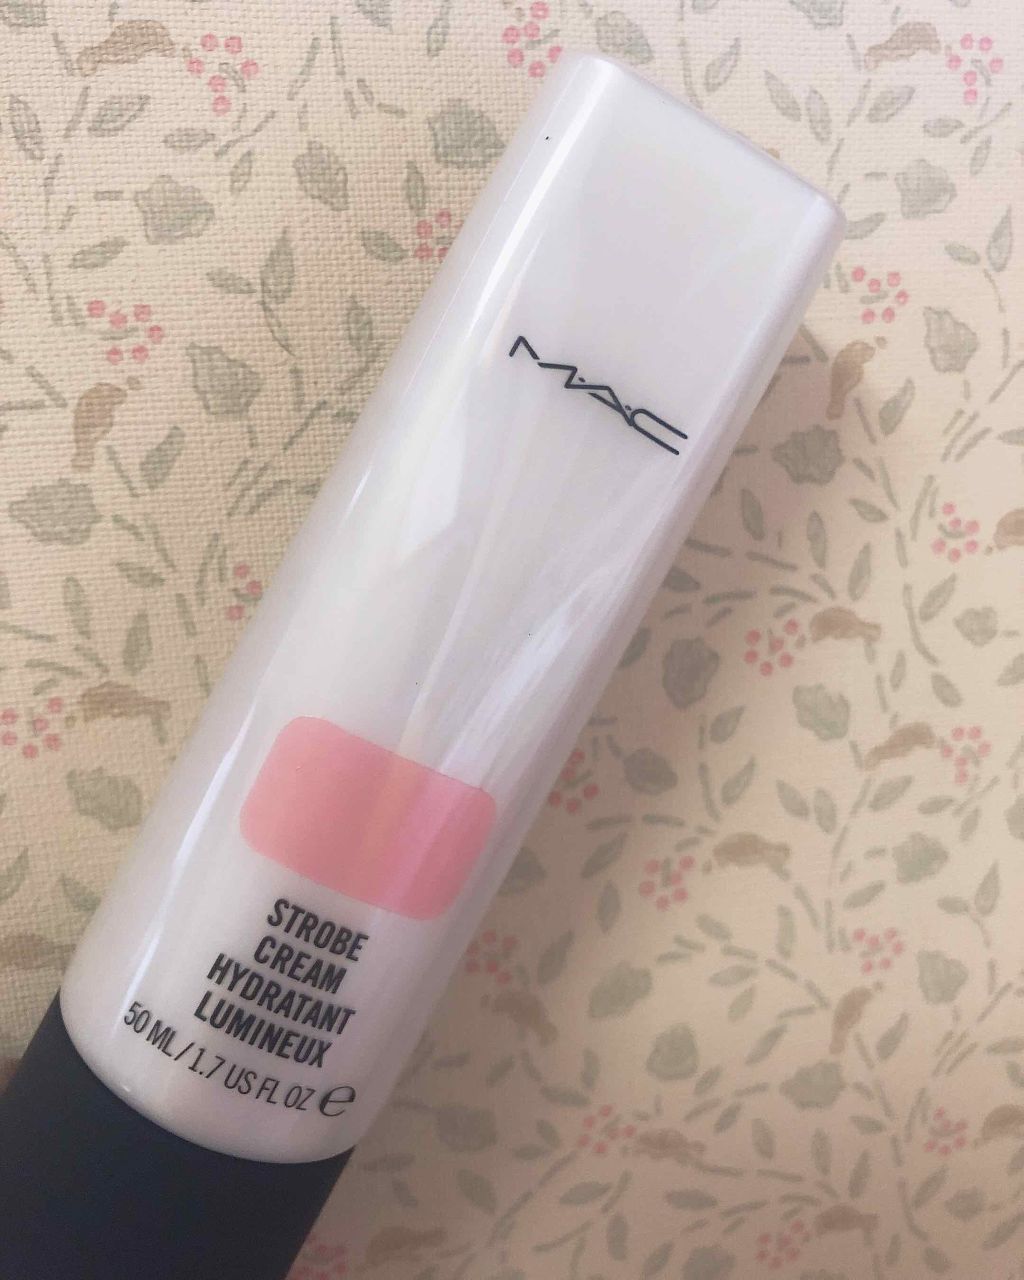 M·A·C
STROBE
CREAM
HYDRATANT
LUMINEUX
50 ML/1.7 US FL OZ ℮